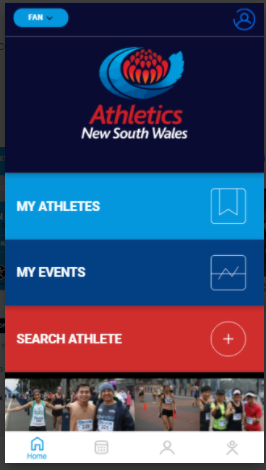 FAN
Athletics
New South Wales
MY ATHLETES
MY EVENTS
SEARCH ATHLETE
Home